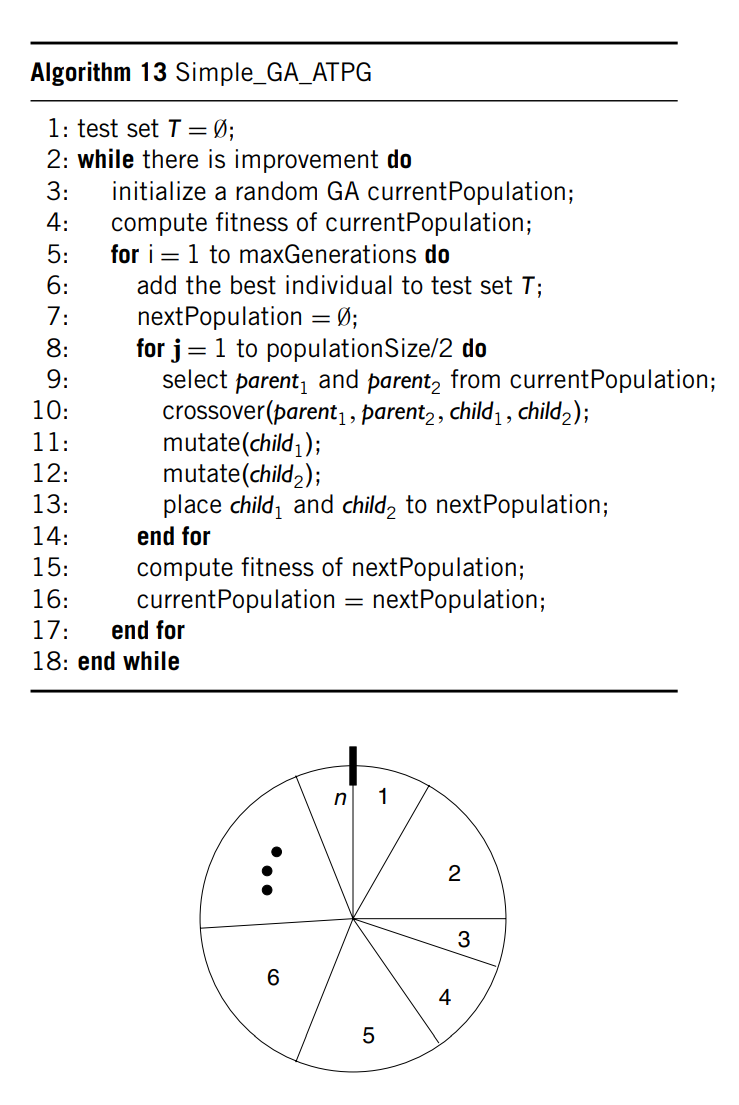 Algorithm 13 Simple_GA_ATPG
1: test set T = Ø;
2: while there is improvement do
3: initialize a random GA currentPopulation;
4: compute fitness of currentPopulation;
5: for i = 1 to maxGenerations do
6: add the best individual to test set T;
7: nextPopulation = Ø;
8: for j = 1 to populationSize/2 do
9: select parent₁ and parent₂ from currentPopulation;
10: crossover(parent₁, parent₂, child₁, child₂);
11: mutate(child₁);
12: mutate(child₂);
13: place child₁ and child₂ to nextPopulation;
14: end for
15: compute fitness of nextPopulation;
16: currentPopulation = nextPopulation;
17: end for
18: end while
n 1
2
3
4
5
6